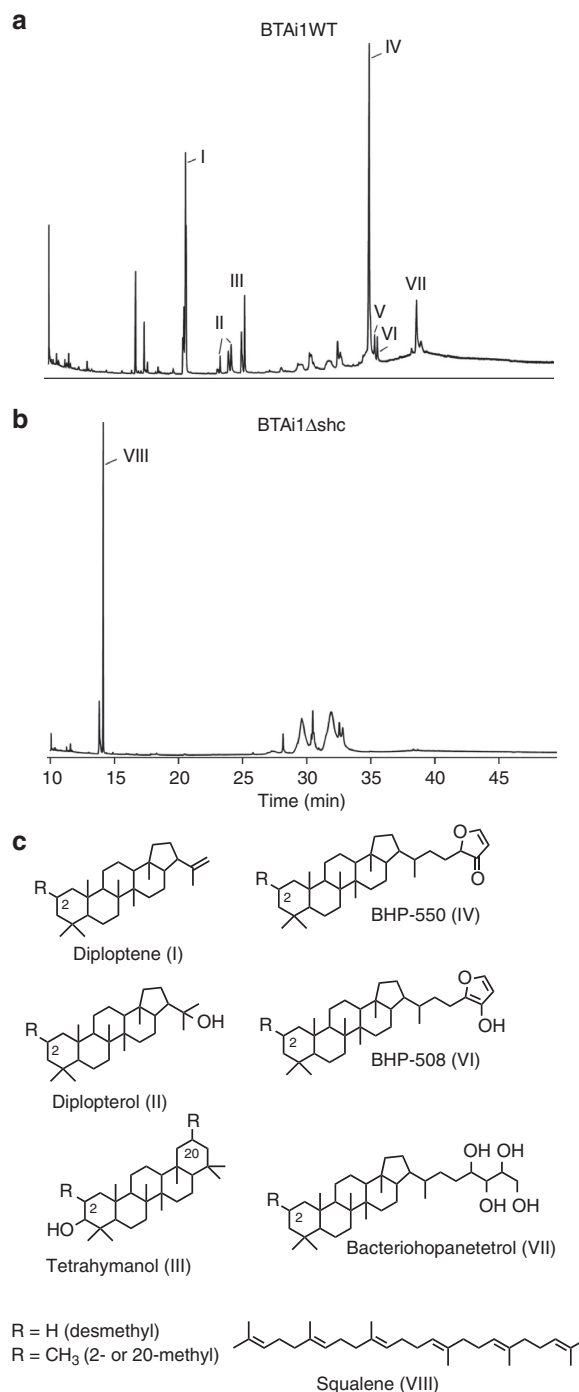 a
BTAi1WT
I
II
III
IV
V
VI
VII
b
BTAi1Δshc
VIII
10 15 20 25 30 35 40 45
Time (min)
c
R
2
Diploptene (I)
R
2
O
O
BHP-550 (IV)
R
2
OH
Diplopterol (II)
R
2
O
OH
BHP-508 (VI)
R
20
R
2
HO
Tetrahymanol (III)
R
2
OH OH
OH OH
Bacteriohopanetetrol (VII)
R = H (desmethyl)
R = CH₃ (2- or 20-methyl)
Squalene (VIII)